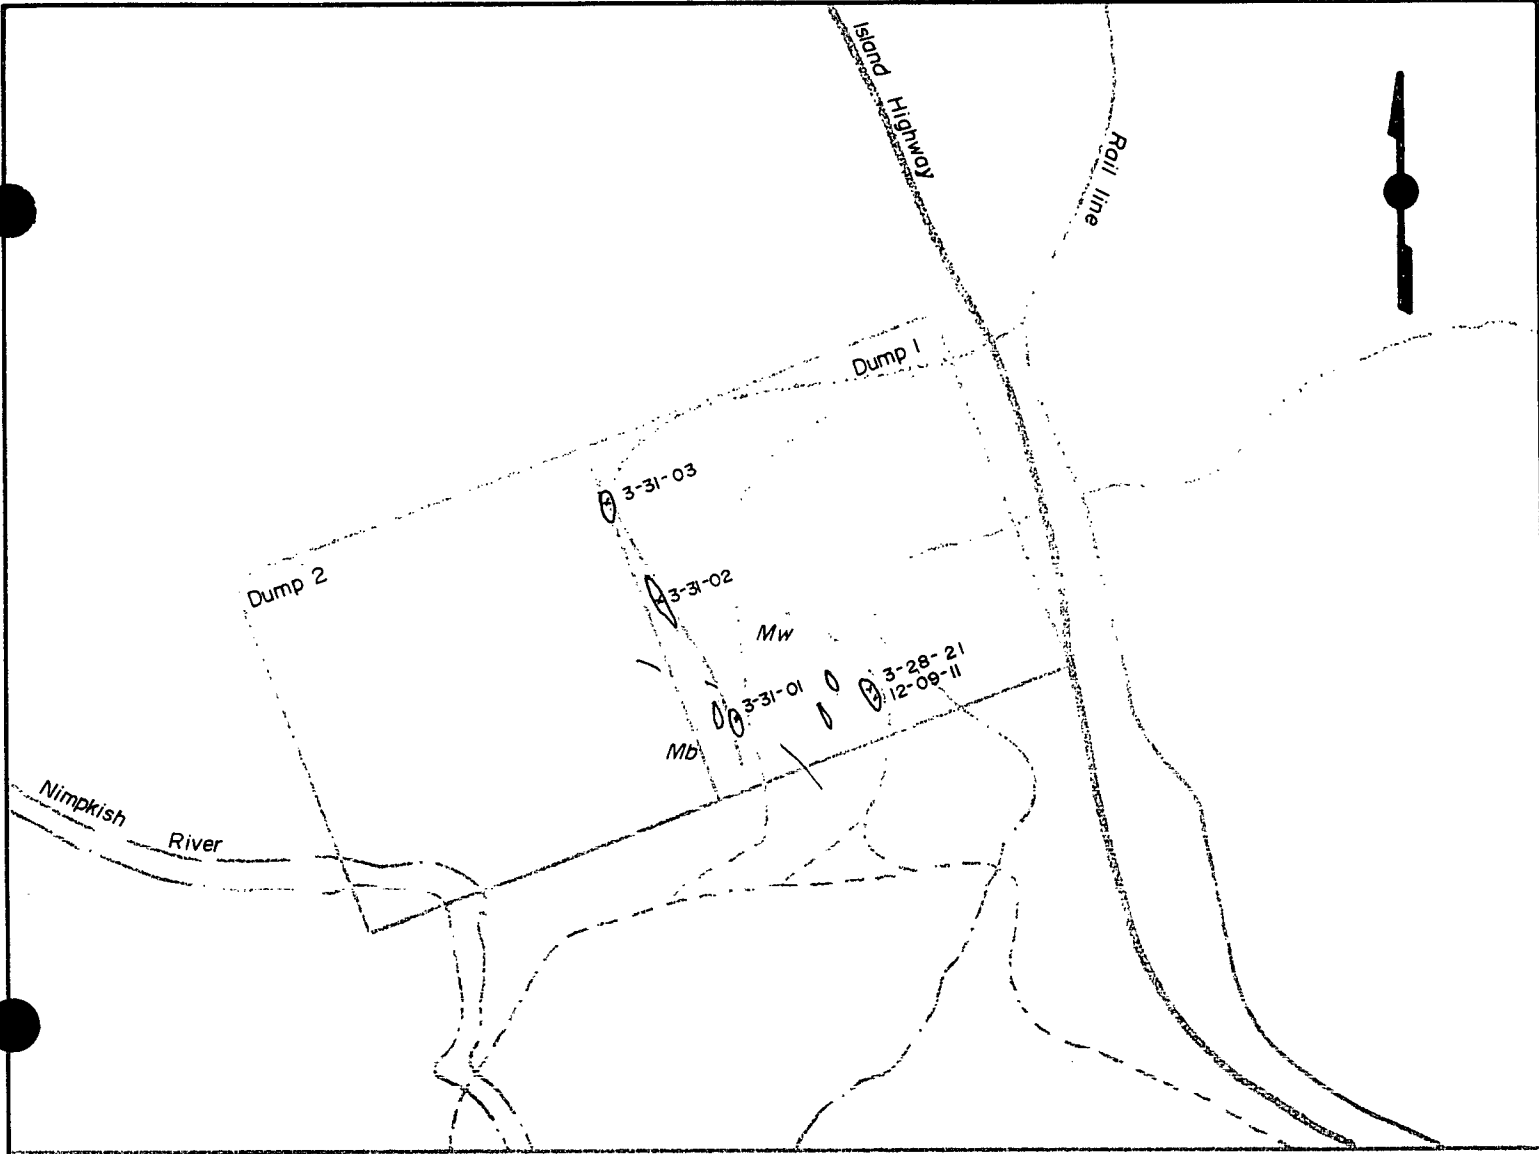 Island Highway
Rail line
Dump 1
3-31-03
Dump 2
3-31-02
Mw
3-28-21
12-09-11
3-31-01
Mb
Nimpkish River